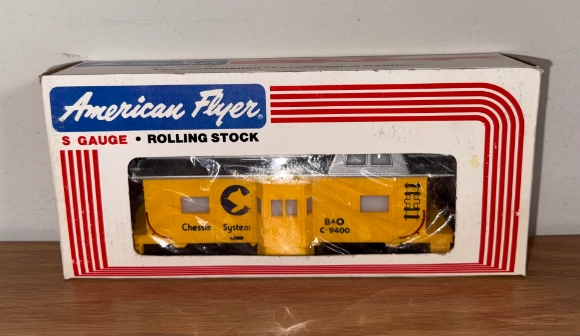 American Flyer®
S GAUGE • ROLLING STOCK
Chessie System
B&O
C-9400